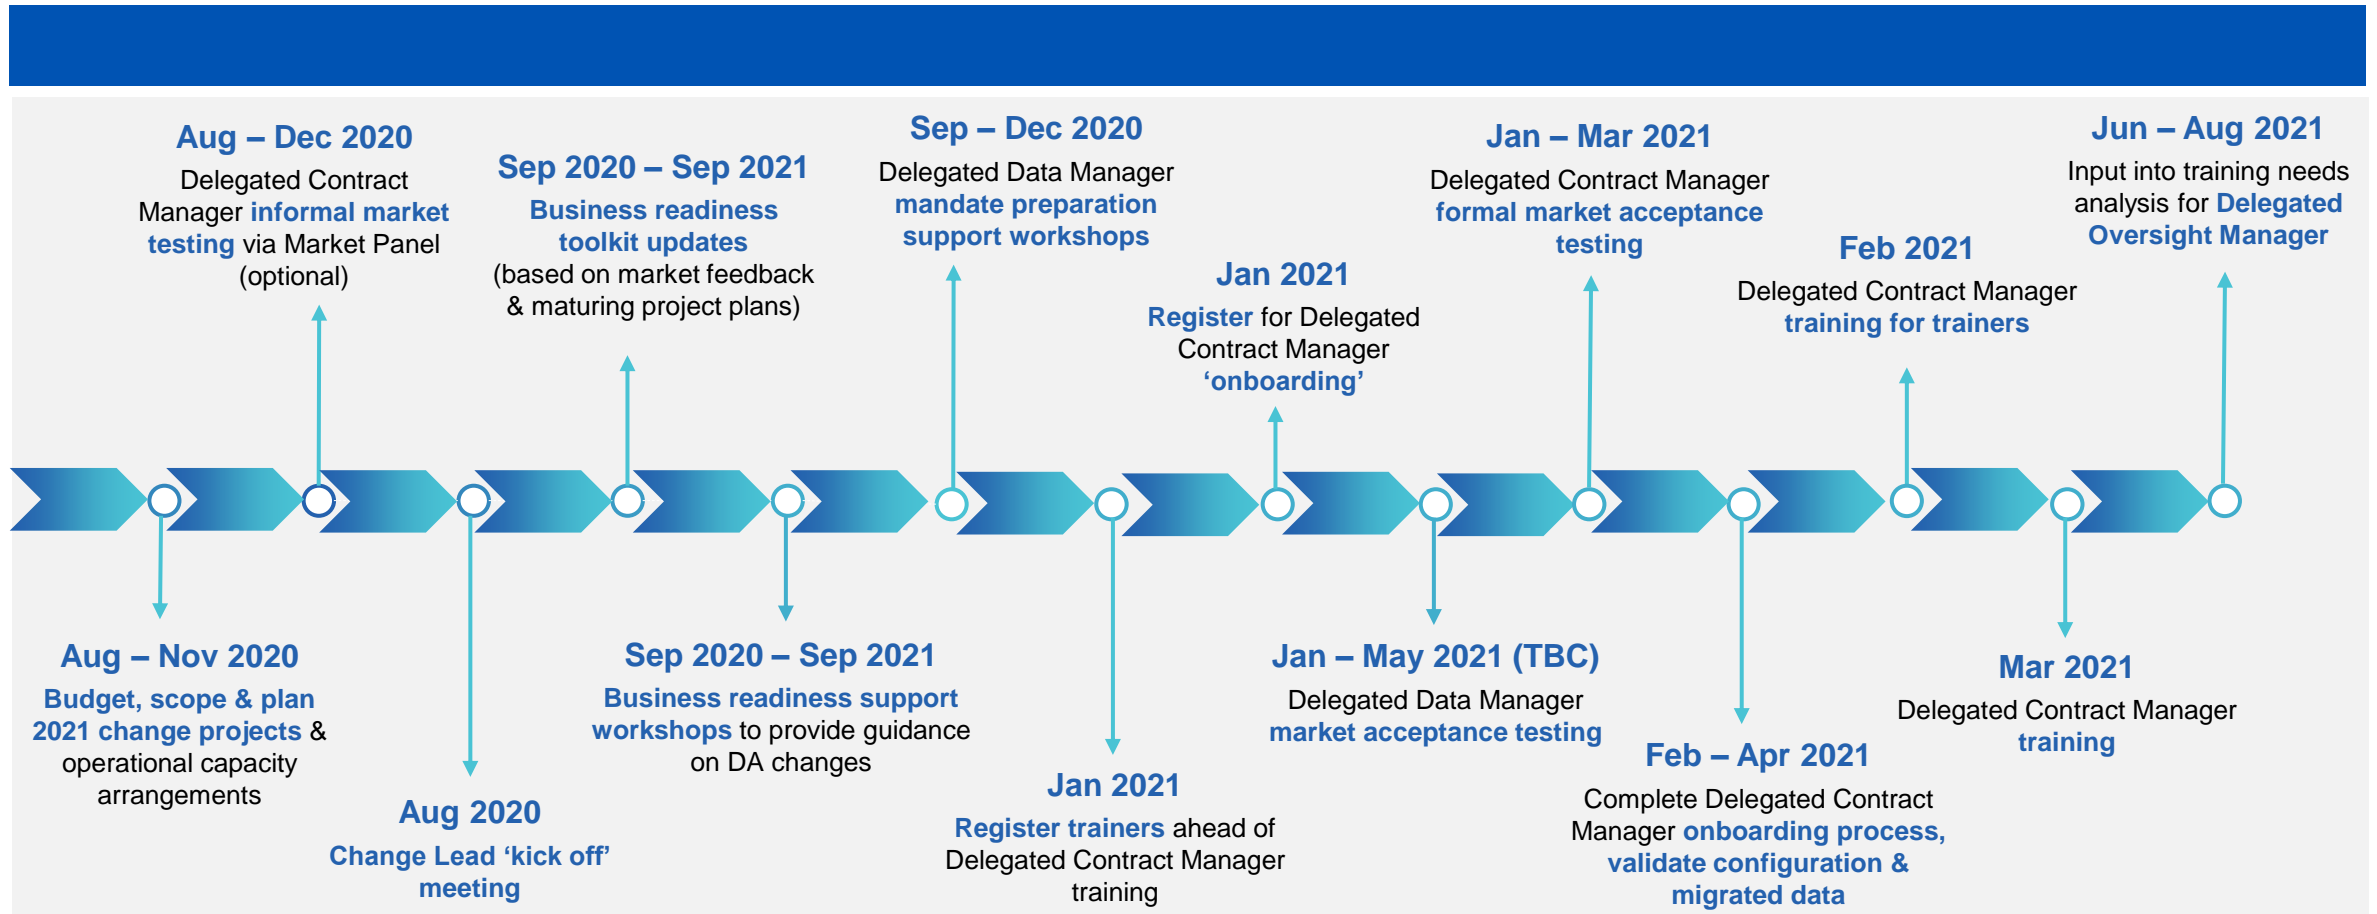 Aug – Dec 2020
Delegated Contract
Manager informal market
testing via Market Panel
(optional)
Sep 2020 – Sep 2021
Business readiness
toolkit updates
(based on market feedback
& maturing project plans)
Sep – Dec 2020
Delegated Data Manager
mandate preparation
support workshops
Jan 2021
Register for Delegated
Contract Manager
‘onboarding’
Jan – Mar 2021
Delegated Contract Manager
formal market acceptance
testing
Feb 2021
Delegated Contract Manager
training for trainers
Jun – Aug 2021
Input into training needs
analysis for Delegated
Oversight Manager
Aug – Nov 2020
Budget, scope & plan
2021 change projects &
operational capacity
arrangements
Aug 2020
Change Lead ‘kick off’
meeting
Sep 2020 – Sep 2021
Business readiness support
workshops to provide guidance
on DA changes
Jan 2021
Register trainers ahead of
Delegated Contract Manager
training
Jan – May 2021 (TBC)
Delegated Data Manager
market acceptance testing
Feb – Apr 2021
Complete Delegated Contract
Manager onboarding process,
validate configuration &
migrated data
Mar 2021
Delegated Contract Manager
training